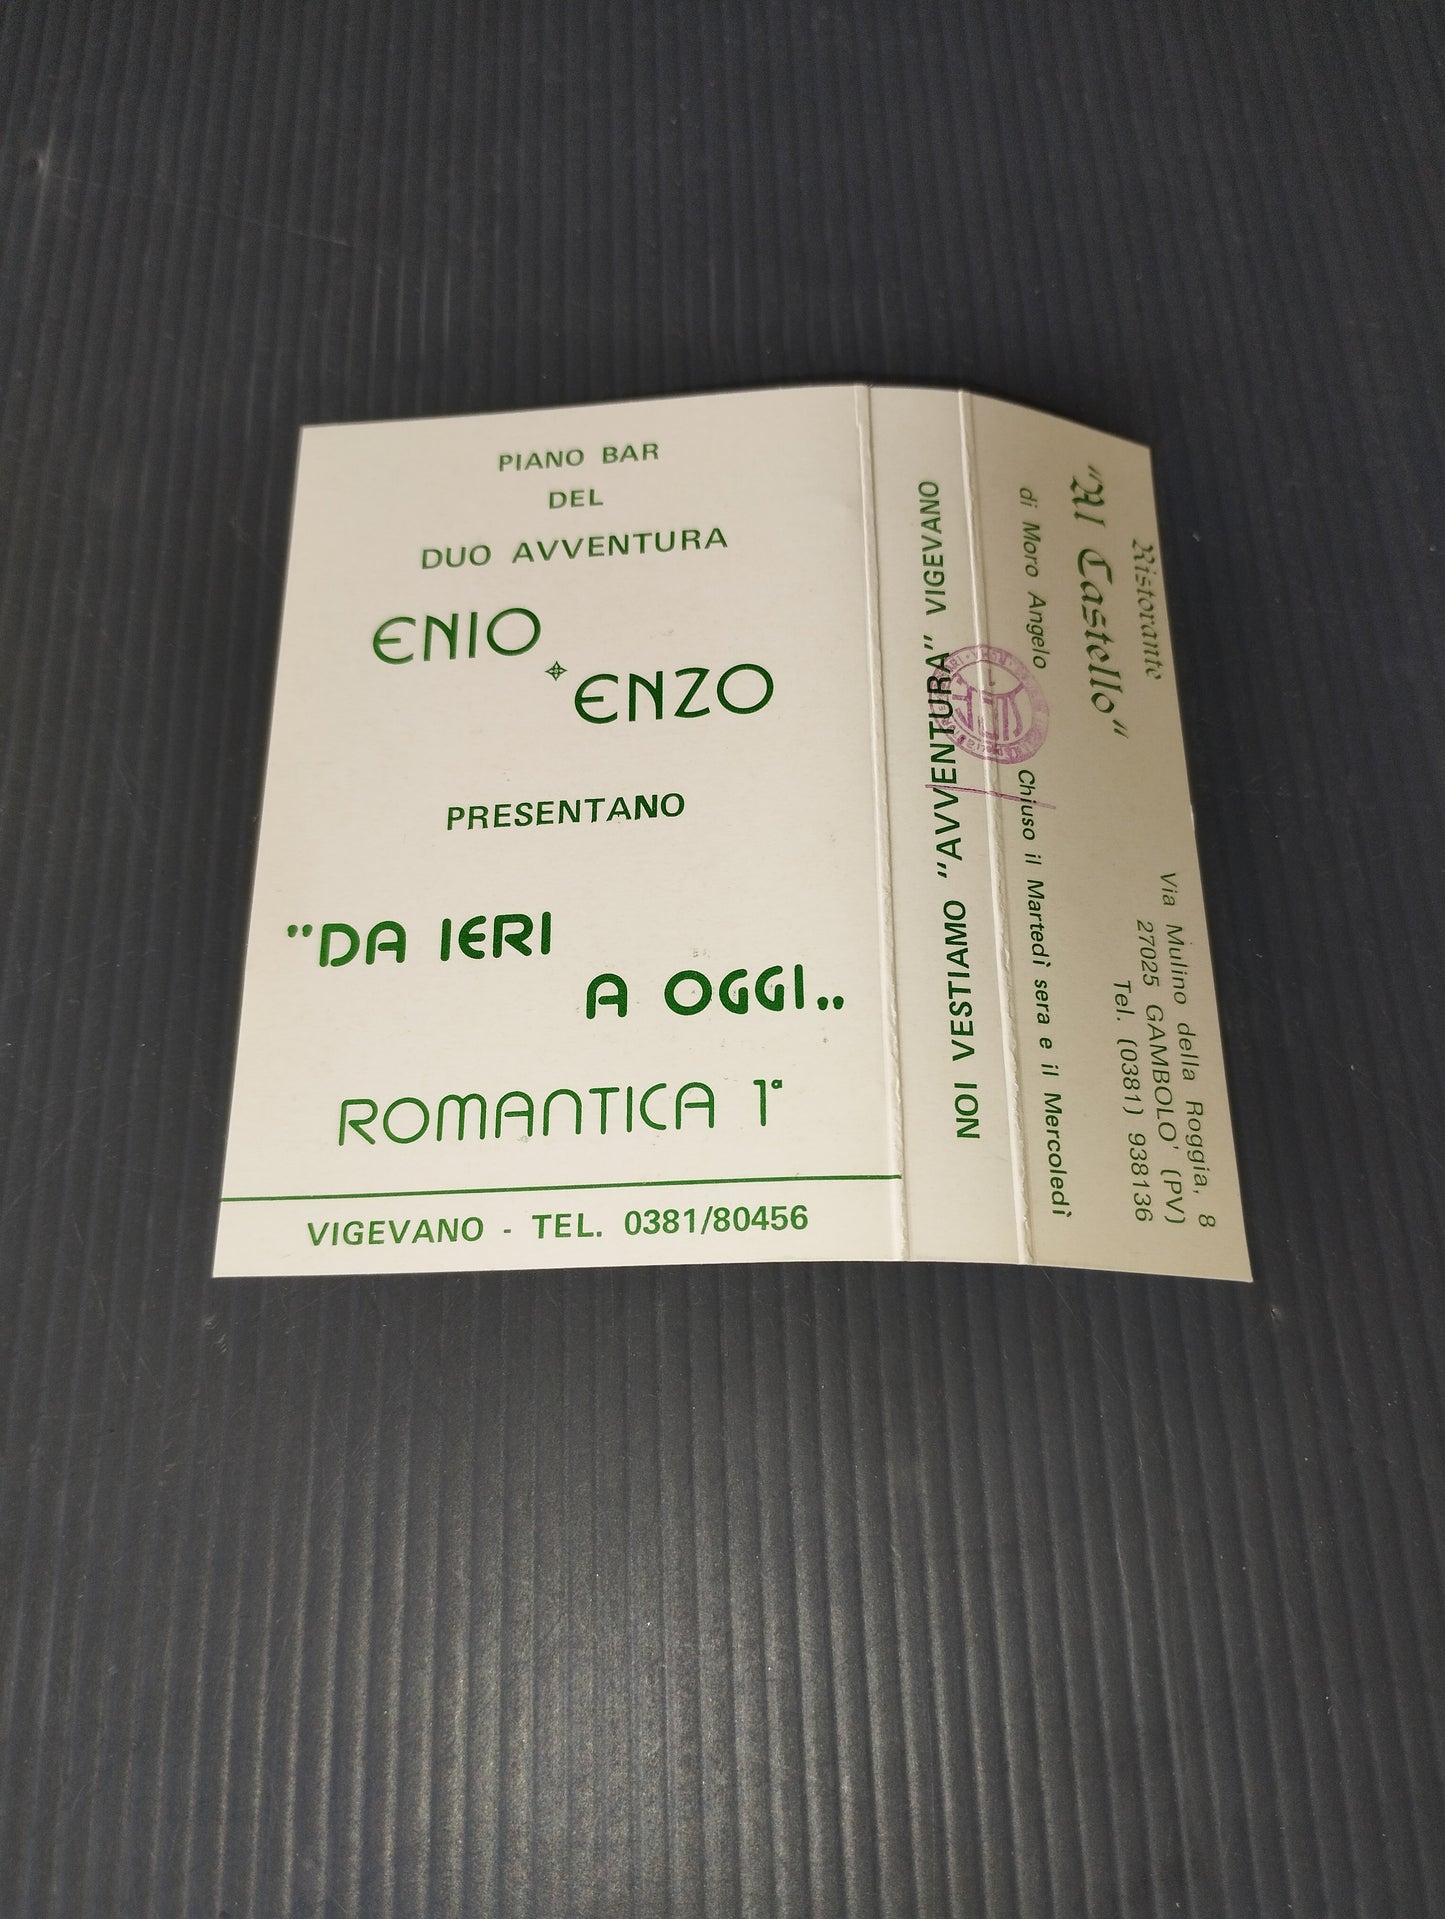 PIANO BAR
DEL
DUO AVVENTURA
ENIO
ENZO
PRESENTANO
"DA IERI
A OGGI..
ROMANTICA 1ª
VIGEVANO - TEL. 0381/80456
NOI VESTIAMO "AVVENTURA" VIGEVANO
Ristorante
"Al Castello"
di Moro Angelo
Chiuso il Martedì sera e il Mercoledì
Via Mulino della Roggia, 8
27025 GAMBOLO' (PV)
Tel. (0381) 938136